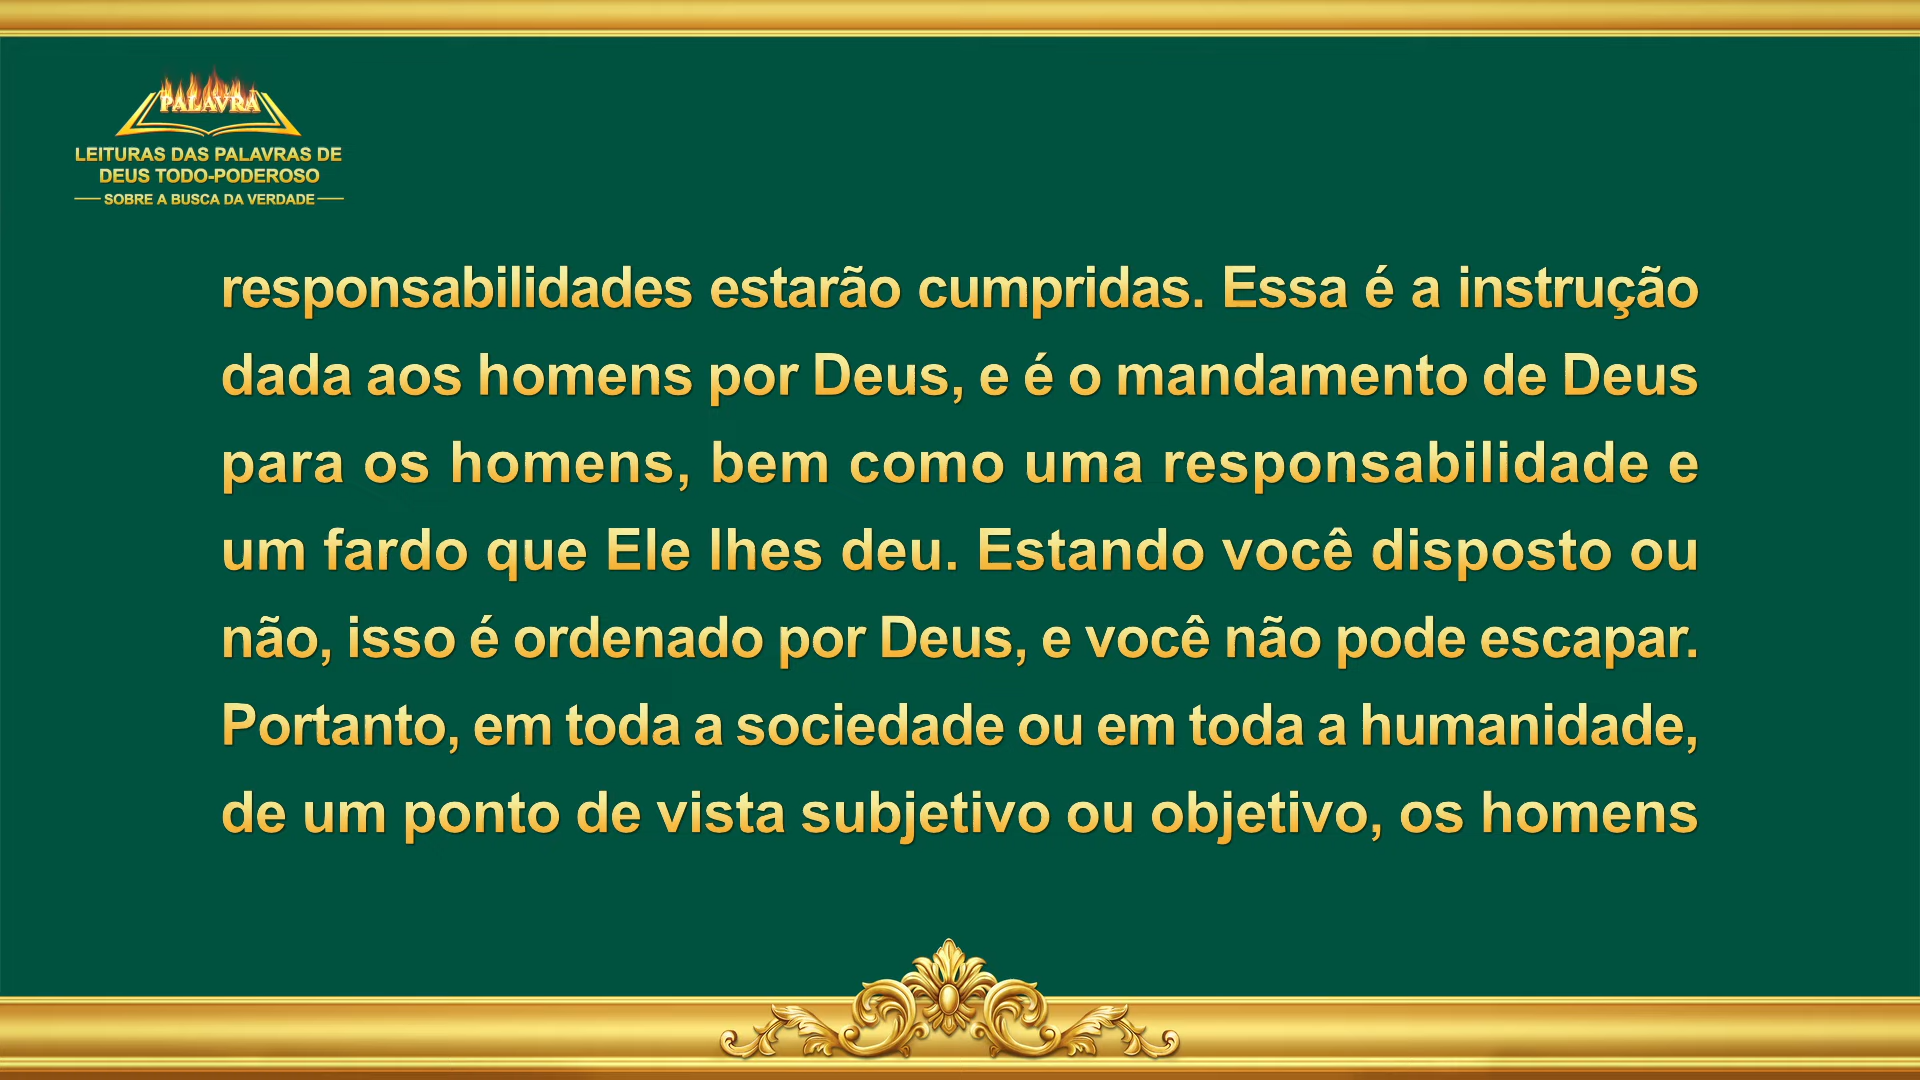 PALAVRA
LEITURAS DAS PALAVRAS DE
DEUS TODO-PODEROSO
SOBRE A BUSCA DA VERDADE
responsabilidades estarão cumpridas. Essa é a instrução
dada aos homens por Deus, e é o mandamento de Deus
para os homens, bem como uma responsabilidade e
um fardo que Ele lhes deu. Estando você disposto ou
não, isso é ordenado por Deus, e você não pode escapar.
Portanto, em toda a sociedade ou em toda a humanidade,
de um ponto de vista subjetivo ou objetivo, os homens